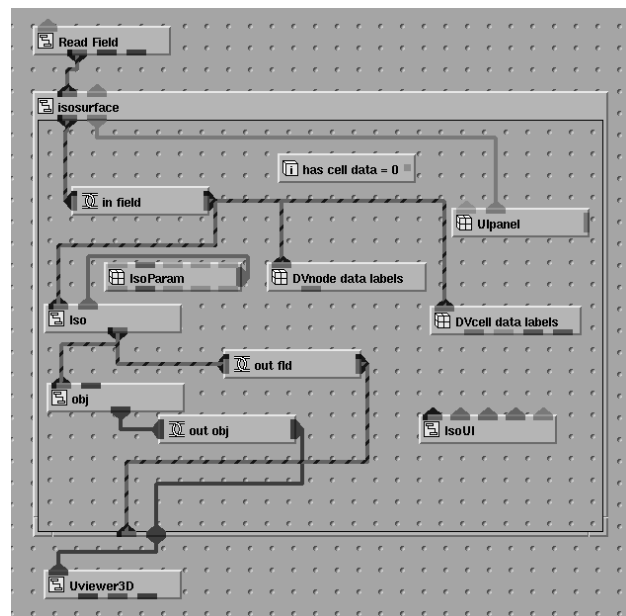 Read Field
isosurface
has cell data = 0
in field
UIpanel
IsoParam
DVnode data labels
Iso
DVcell data labels
out fld
obj
out obj
IsoUI
Uviewer3D